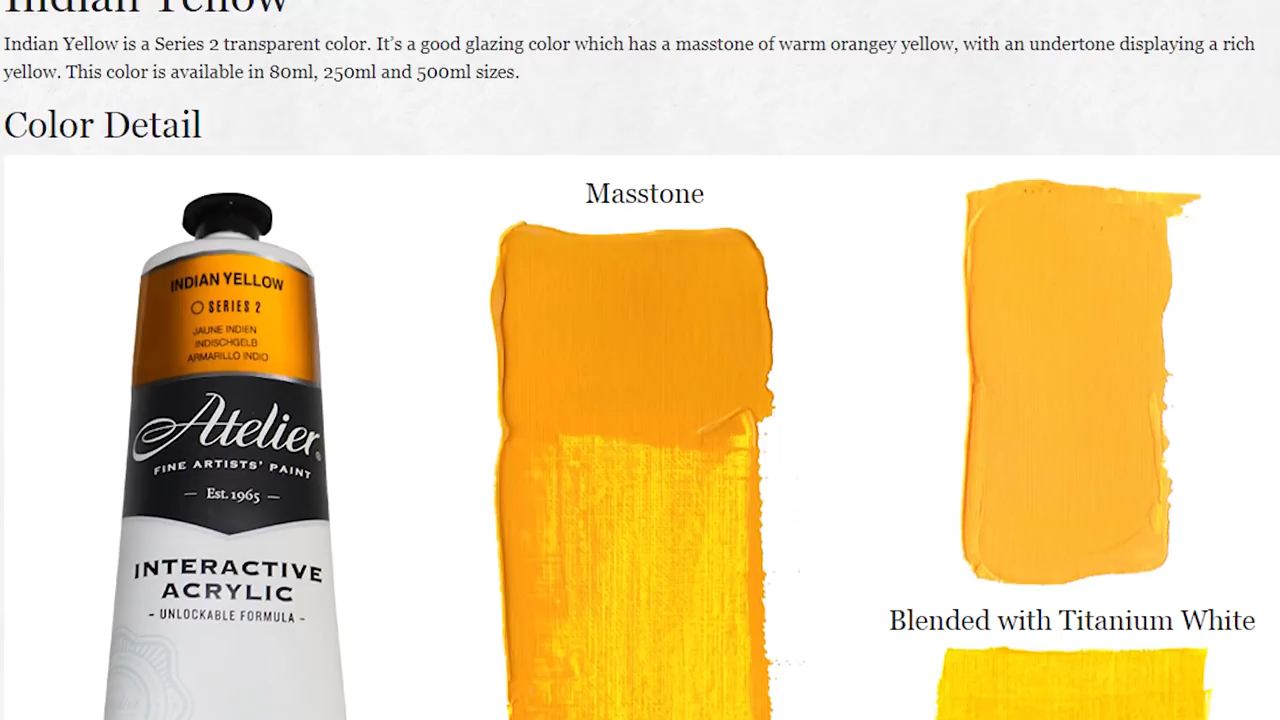 Indian Yellow
Indian Yellow is a Series 2 transparent color. It's a good glazing color which has a masstone of warm orangey yellow, with an undertone displaying a rich
yellow. This color is available in 80ml, 250ml and 500ml sizes.
Color Detail
Masstone
INDIAN YELLOW
SERIES 2
JAUNE INDIEN
INDISCHGELB
ARMARILLO INDIO
Atelier®
FINE ARTISTS' PAINT
— Est. 1965 —
INTERACTIVE
ACRYLIC
- UNLOCKABLE FORMULA -
Blended with Titanium White